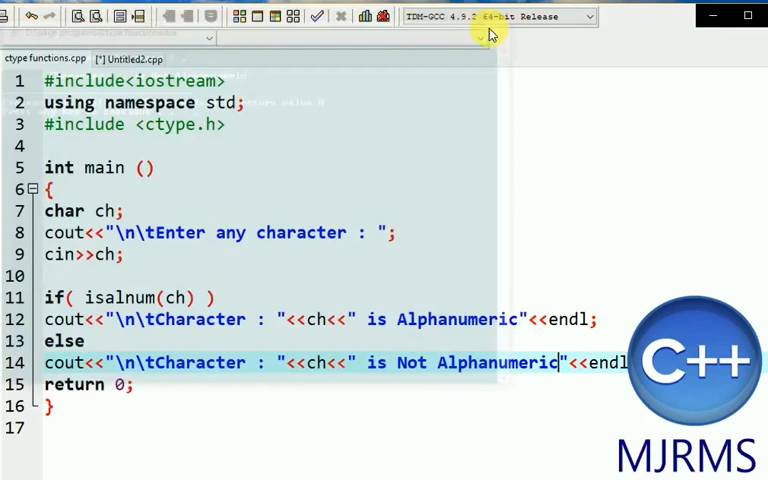 TDM-GCC 4.9.2 64-bit Release
ctype functions.cpp [*] Untitled2.cpp
1 #include<iostream>
2 using namespace std;
3 #include <ctype.h>
4
5 int main ()
6 {
7 char ch;
8 cout<<"\n\tEnter any character : ";
9 cin>>ch;
10
11 if( isalnum(ch) )
12 cout<<"\n\tCharacter : "<<ch<<" is Alphanumeric"<<endl;
13 else
14 cout<<"\n\tCharacter : "<<ch<<" is Not Alphanumeric"<<endl
15 return 0;
16 }
17
C++
MJRMS